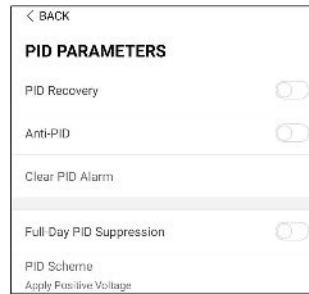 < BACK
PID PARAMETERS
PID Recovery
Anti-PID
Clear PID Alarm
Full-Day PID Suppression
PID Scheme
Apply Positive Voltage